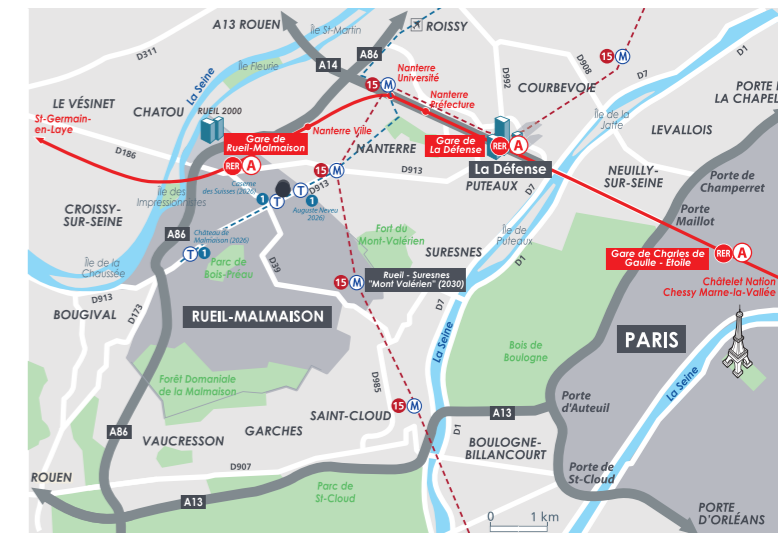 A13 ROUEN
Île St-Martin
ROISSY
D311
A86
A14
Île Fleurie
La Seine
15 M
Nanterre
Université
D992
D908
15 M
D7
D1
COURBEVOIE
PORTE DE
LA CHAPEL
LE VÉSINET
CHATOU
RUEIL 2000
St-Germain-
en-Laye
Gare de
Rueil-Malmaison
Nanterre Ville
Nanterre
Préfecture
Île de la
Jatte
LEVALLOIS
D186
RER A
NANTERRE
Gare de
La Défense
RER A
La Défense
15 M
D913
D913
PUTEAUX
D7
NEUILLY-
SUR-SEINE
Porte de
Champerret
Caserne
des Suisses (2026)
1 T
T 1
Auguste Neveu
2026)
Île des
Impressionnistes
CROISSY-
SUR-SEINE
A86
Château de
Malmaison (2026)
T 1
Porte
Maillot
Fort du
Mont-Valérien
Île de
Puteaux
SURESNES
Gare de Charles de
Gaulle - Étoile
RER A
Île de la
Chaussée
Parc de
Bois-Préau
D39
D1
15 M
Rueil - Suresnes
"Mont Valérien" (2030)
Châtelet Nation
Chessy Marne-la-Vallée
D913
D173
BOUGIVAL
D7
RUEIL-MALMAISON
La Seine
Bois de
Boulogne
PARIS
Forêt Domaniale
de la Malmaison
D985
La Seine
SAINT-CLOUD
15 M
A13
Porte
d'Auteuil
A86
VAUCRESSON
GARCHES
D1
BOULOGNE-
BILLANCOURT
D907
ROUEN
Porte de
St-Cloud
A13
Parc de
St-Cloud
0 1 km
PORTE
D'ORLÉANS